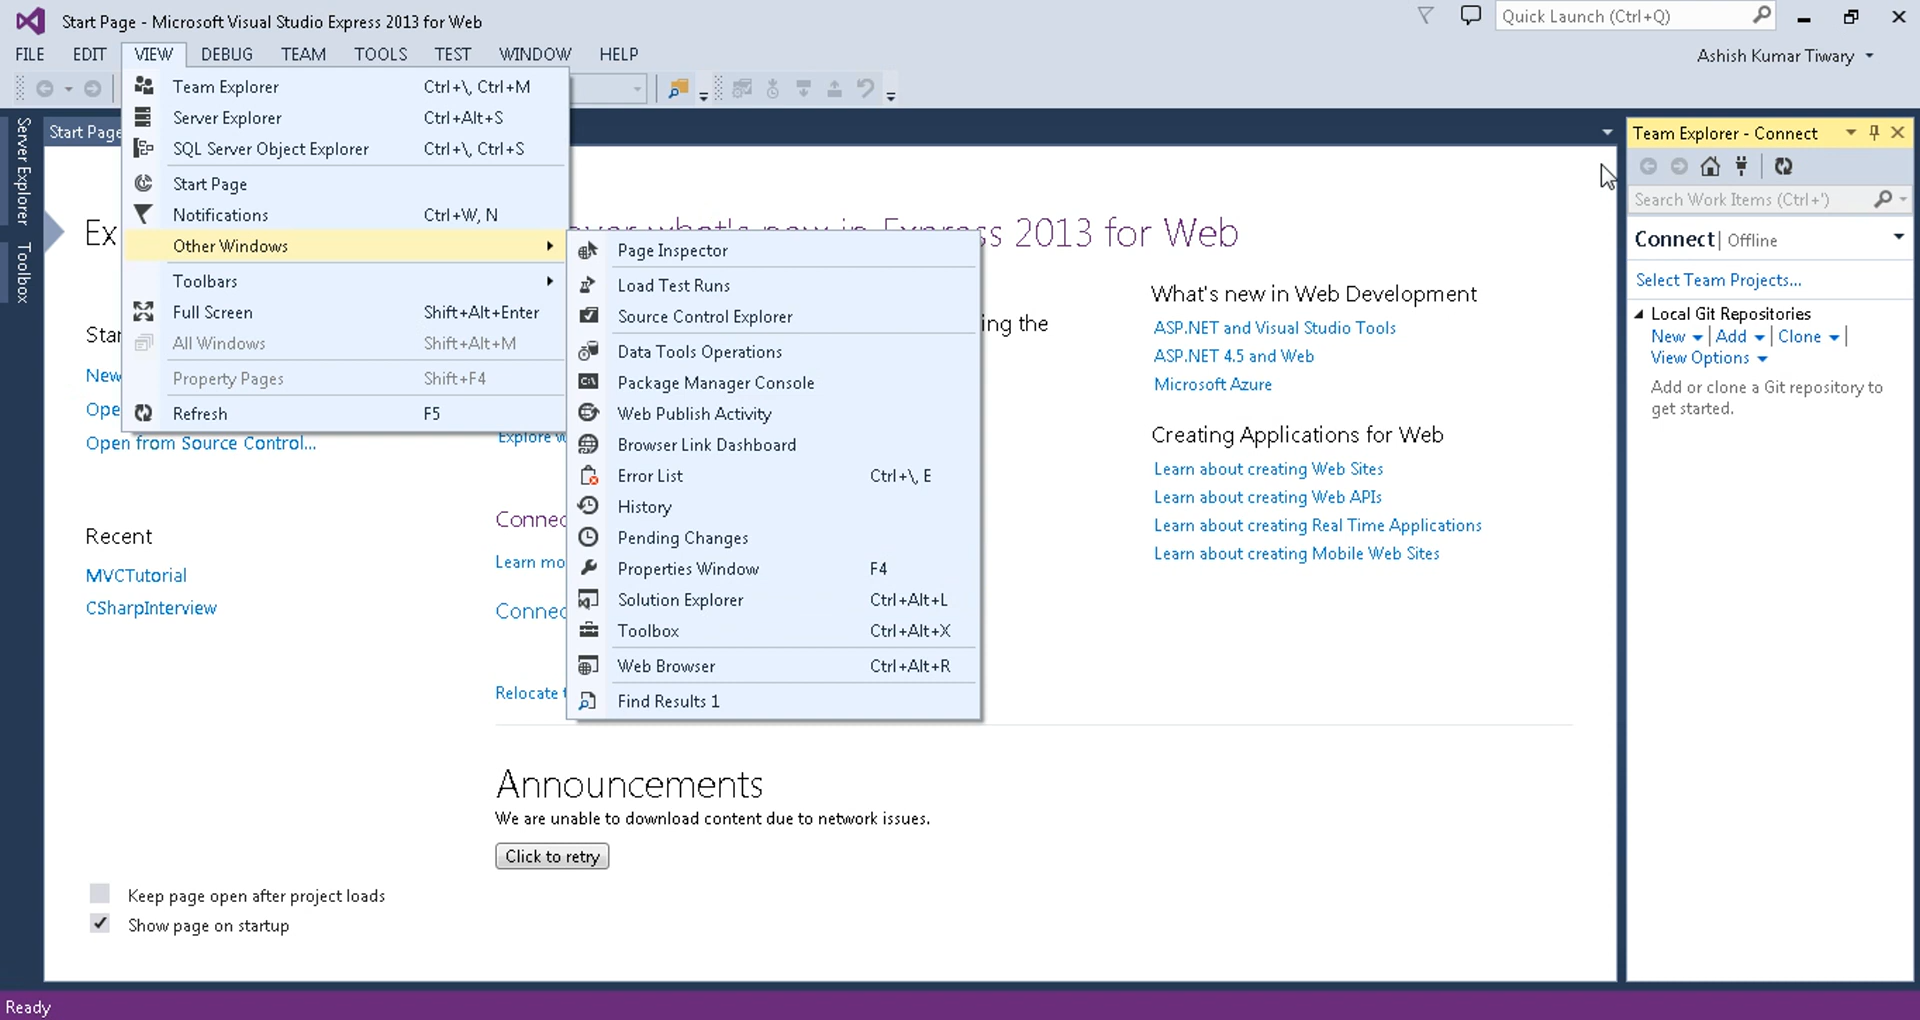 Start Page - Microsoft Visual Studio Express 2013 for Web
Quick Launch (Ctrl+Q)
FILE EDIT VIEW DEBUG TEAM TOOLS TEST WINDOW HELP
Ashish Kumar Tiwary
Server Explorer
Toolbox
Start Page
Team Explorer Ctrl+\, Ctrl+M
Server Explorer Ctrl+Alt+S
SQL Server Object Explorer Ctrl+\, Ctrl+S
Start Page
Notifications Ctrl+W, N
Other Windows
Toolbars
Full Screen Shift+Alt+Enter
All Windows Shift+Alt+M
Property Pages Shift+F4
Refresh F5
Page Inspector
Load Test Runs
Source Control Explorer
Data Tools Operations
Package Manager Console
Web Publish Activity
Browser Link Dashboard
Error List Ctrl+\, E
History
Pending Changes
Properties Window F4
Solution Explorer Ctrl+Alt+L
Toolbox Ctrl+Alt+X
Web Browser Ctrl+Alt+R
Find Results 1
Ex
Star
New
Ope
Open from Source Control...
Recent
MVCTutorial
CSharpInterview
over what's new in Express 2013 for Web
ing the
Explore w
Connec
Learn mo
Connec
Relocate t
What's new in Web Development
ASP.NET and Visual Studio Tools
ASP.NET 4.5 and Web
Microsoft Azure
Creating Applications for Web
Learn about creating Web Sites
Learn about creating Web APIs
Learn about creating Real Time Applications
Learn about creating Mobile Web Sites
Announcements
We are unable to download content due to network issues.
Click to retry
Keep page open after project loads
Show page on startup
Team Explorer - Connect
Search Work Items (Ctrl+')
Connect | Offline
Select Team Projects...
Local Git Repositories
New | Add | Clone |
View Options
Add or clone a Git repository to
get started.
Ready